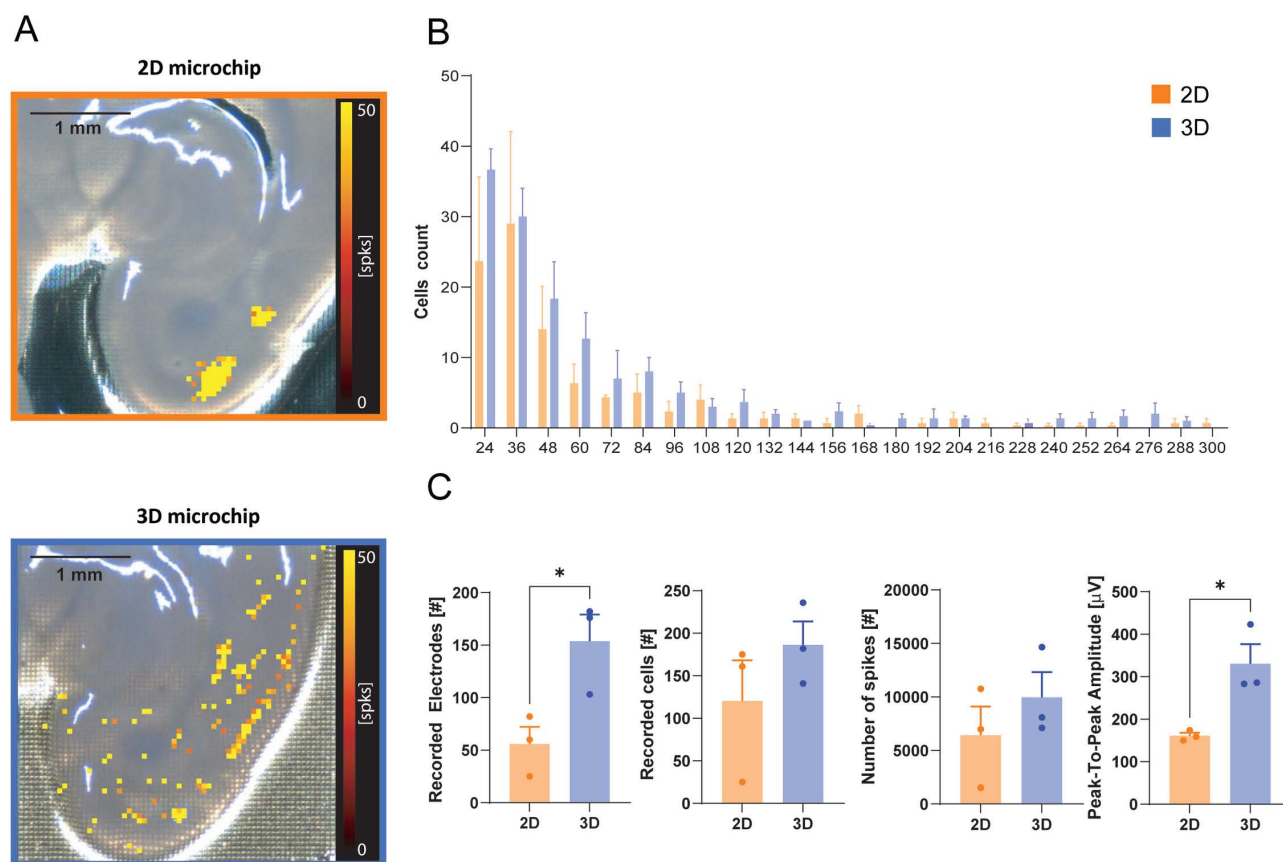 A
2D microchip
1 mm
50
[spks]
0
3D microchip
1 mm
50
[spks]
0
B
50
40
30
20
10
0
Cells count
24 36 48 60 72 84 96 108 120 132 144 156 168 180 192 204 216 228 240 252 264 276 288 300
2D
3D
C
Recorded Electrodes [#]
200
150
100
50
0
*
2D 3D
Recorded cells [#]
250
200
150
100
50
0
2D 3D
Number of spikes [#]
20000
15000
10000
5000
0
2D 3D
Peak-To-Peak Amplitude [µV]
500
400
300
200
100
0
*
2D 3D